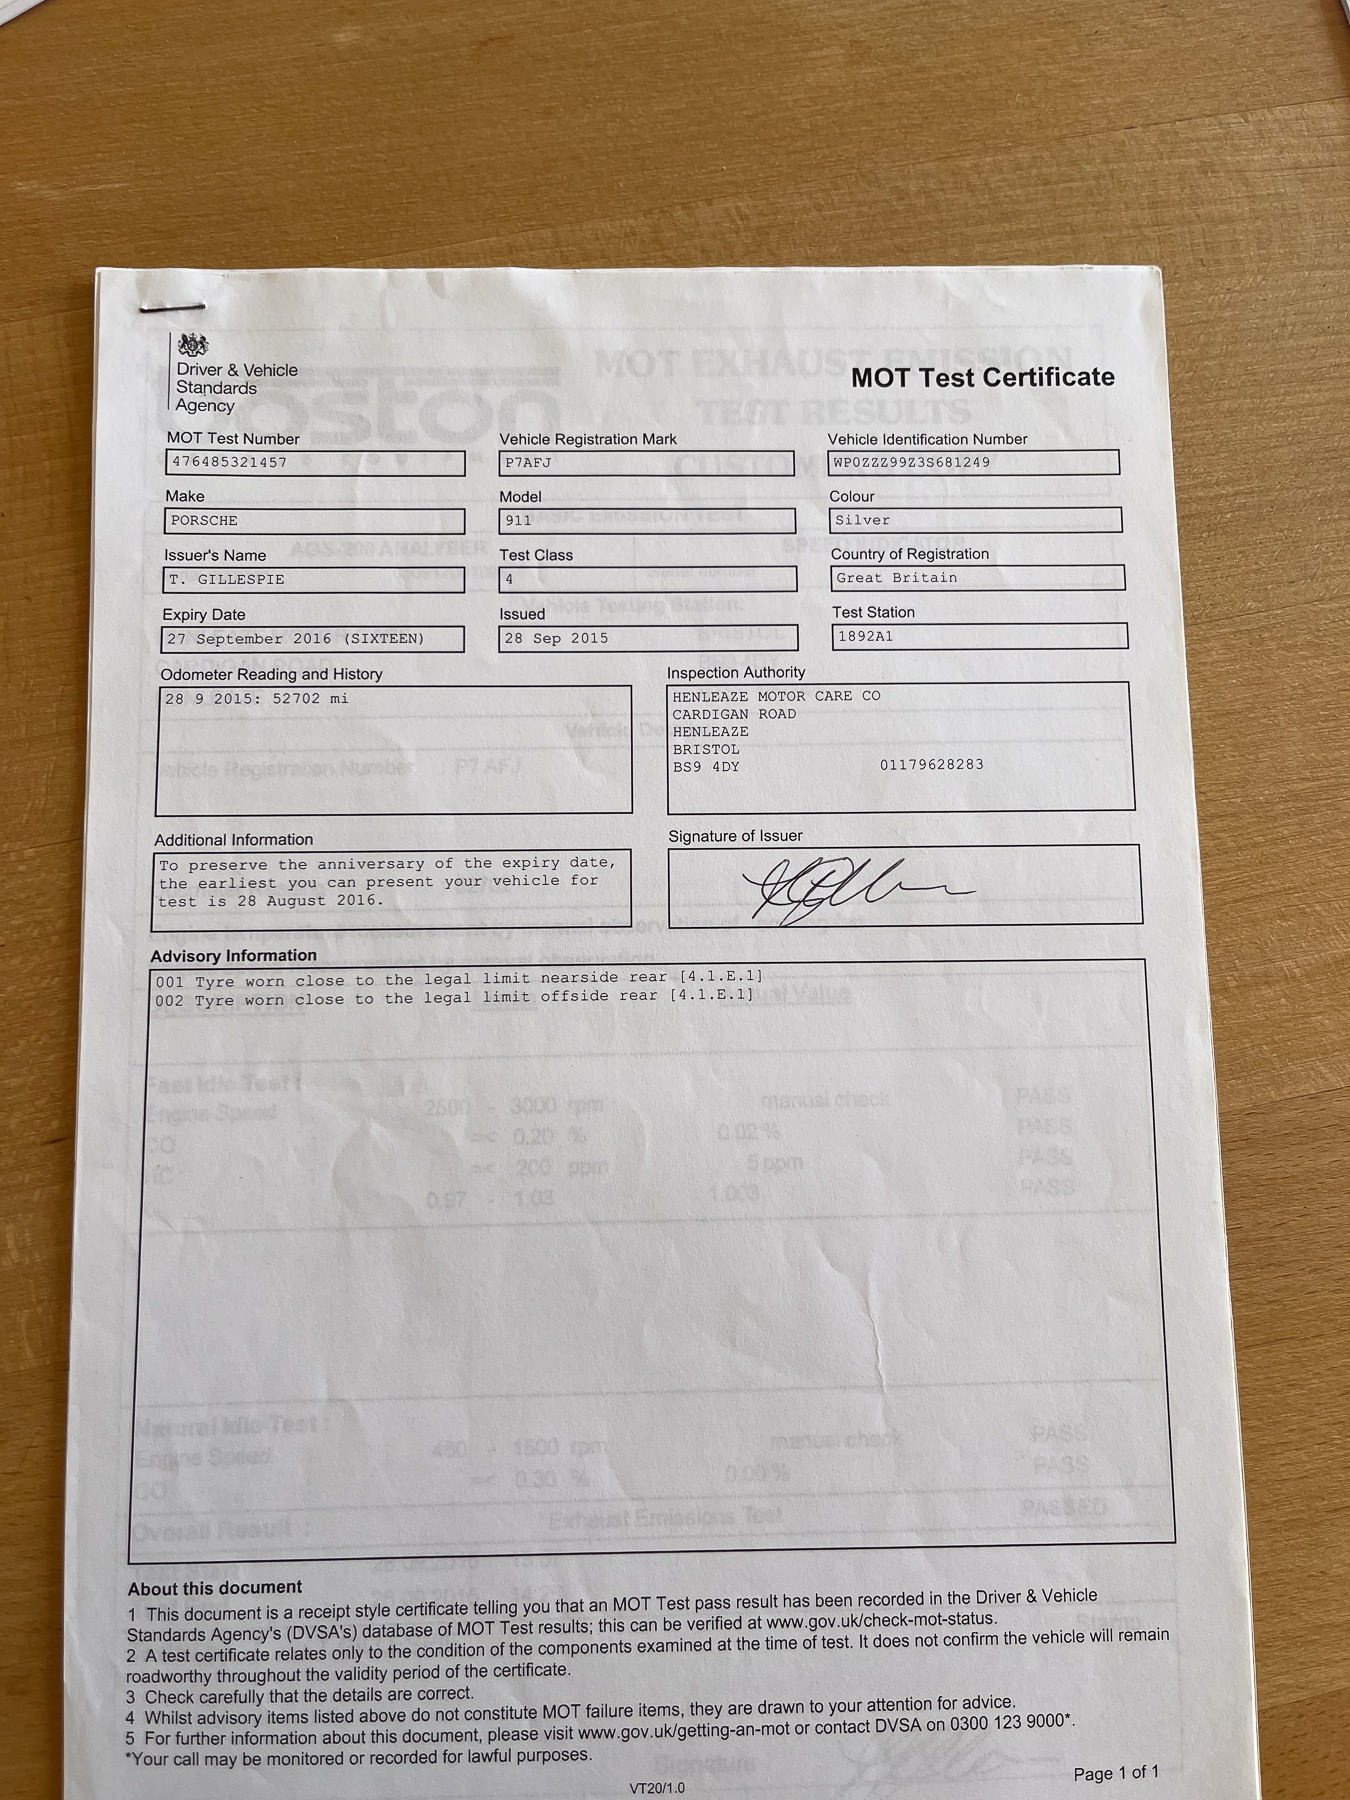 Driver & Vehicle
Standards
Agency
MOT Test Certificate
MOT Test Number
476485321457
Vehicle Registration Mark
P7AFJ
Vehicle Identification Number
WP0ZZZ99Z3S681249
Make
PORSCHE
Model
911
Colour
Silver
Issuer's Name
T. GILLESPIE
Test Class
4
Country of Registration
Great Britain
Expiry Date
27 September 2016 (SIXTEEN)
Issued
28 Sep 2015
Test Station
1892A1
Odometer Reading and History
28 9 2015: 52702 mi
Inspection Authority
HENLEAZE MOTOR CARE CO
CARDIGAN ROAD
HENLEAZE
BRISTOL
BS9 4DY 01179628283
Additional Information
To preserve the anniversary of the expiry date,
the earliest you can present your vehicle for
test is 28 August 2016.
Signature of Issuer
Advisory Information
001 Tyre worn close to the legal limit nearside rear [4.1.E.1]
002 Tyre worn close to the legal limit offside rear [4.1.E.1]
About this document
1 This document is a receipt style certificate telling you that an MOT Test pass result has been recorded in the Driver & Vehicle
Standards Agency's (DVSA's) database of MOT Test results; this can be verified at www.gov.uk/check-mot-status.
2 A test certificate relates only to the condition of the components examined at the time of test. It does not confirm the vehicle will remain
roadworthy throughout the validity period of the certificate.
3 Check carefully that the details are correct.
4 Whilst advisory items listed above do not constitute MOT failure items, they are drawn to your attention for advice.
5 For further information about this document, please visit www.gov.uk/getting-an-mot or contact DVSA on 0300 123 9000*.
*Your call may be monitored or recorded for lawful purposes.
VT20/1.0
Page 1 of 1